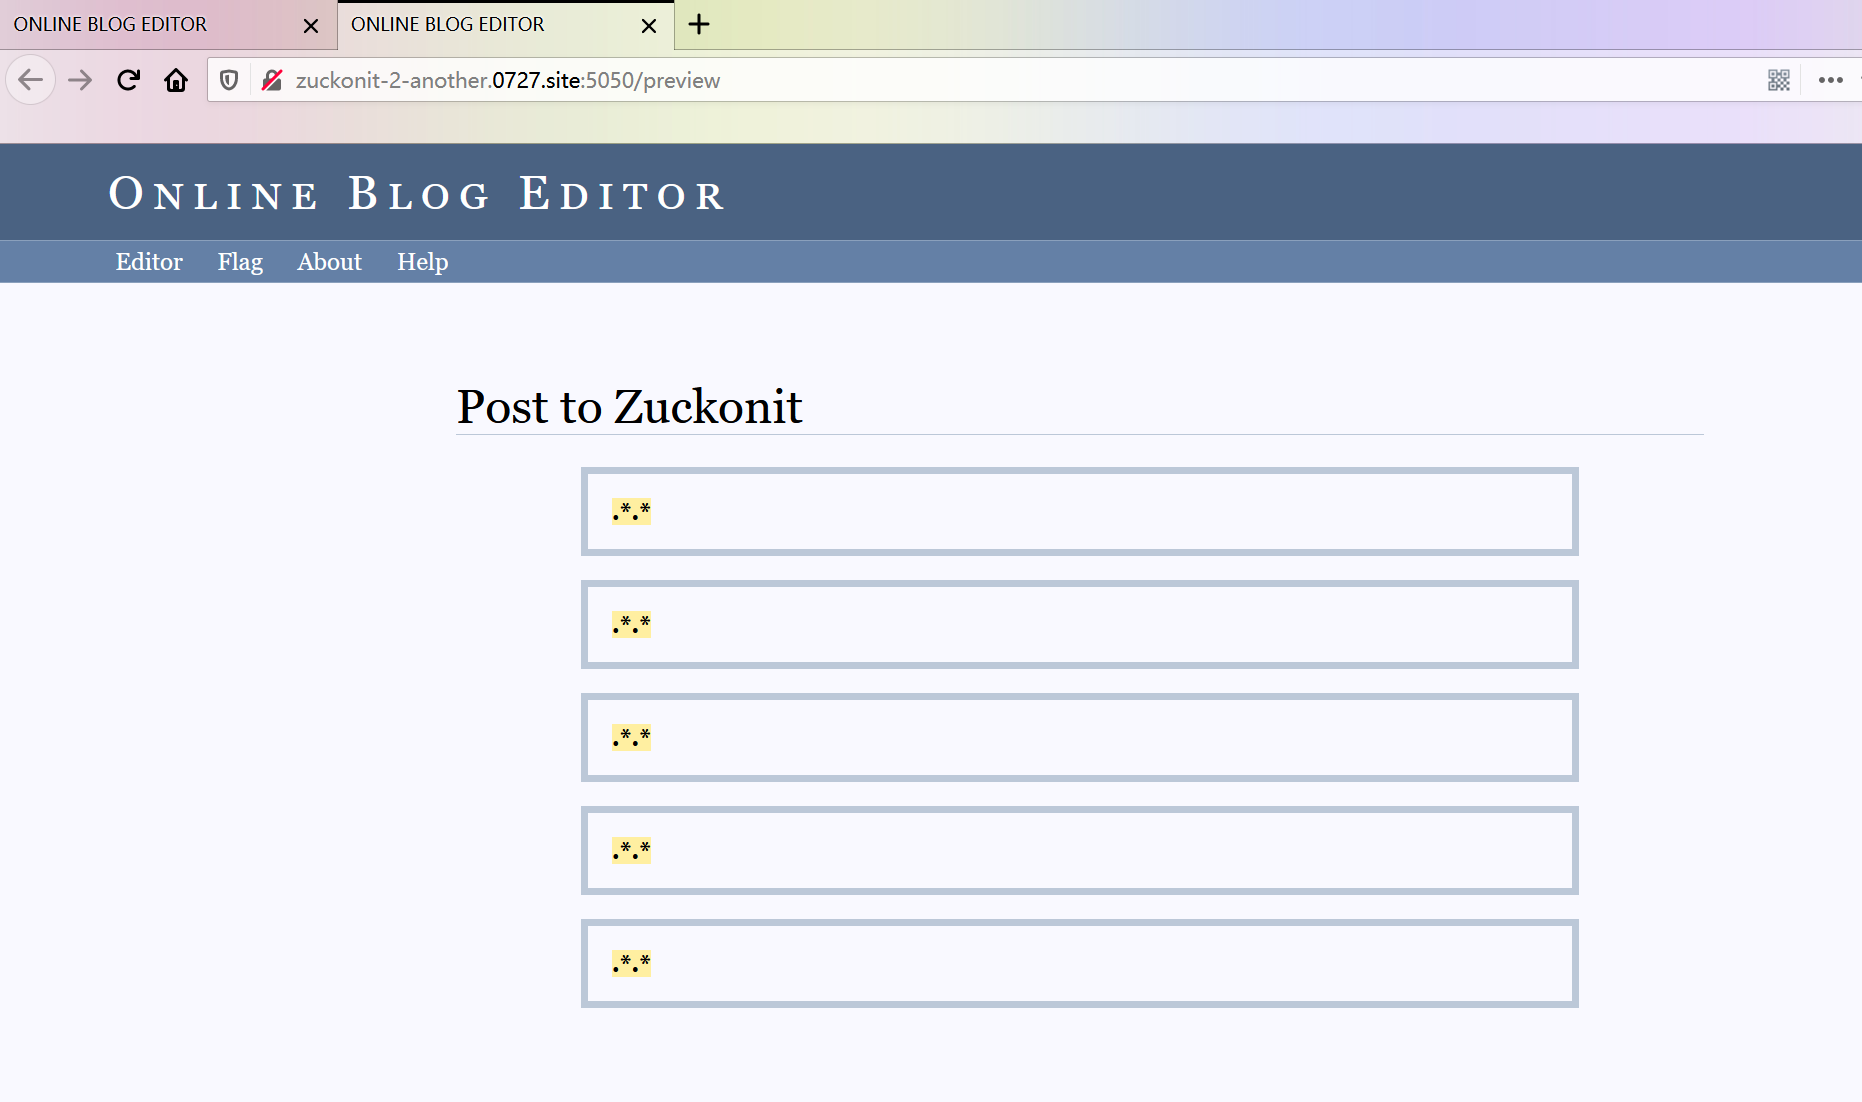 ONLINE BLOG EDITOR
ONLINE BLOG EDITOR
zuckonit-2-another.0727.site:5050/preview
ONLINE BLOG EDITOR
Editor Flag About Help
Post to Zuckonit
.*.*
.*.*
.*.*
.*.*
.*.*